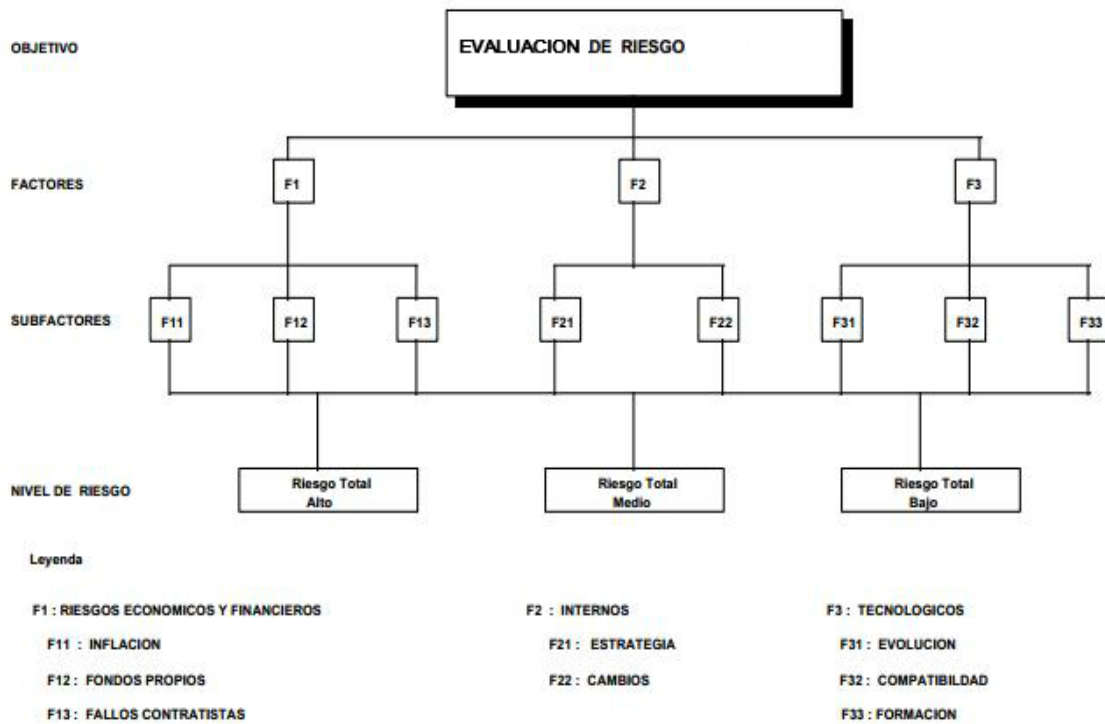 OBJETIVO
EVALUACION DE RIESGO
FACTORES
F1 F2 F3
SUBFACTORES
F11 F12 F13 F21 F22 F31 F32 F33
NIVEL DE RIESGO
Riesgo Total
Alto
Riesgo Total
Medio
Riesgo Total
Bajo
Leyenda
F1 : RIESGOS ECONOMICOS Y FINANCIEROS
F11 : INFLACION
F12 : FONDOS PROPIOS
F13 : FALLOS CONTRATISTAS
F2 : INTERNOS
F21 : ESTRATEGIA
F22 : CAMBIOS
F3 : TECNOLOGICOS
F31 : EVOLUCION
F32 : COMPATIBILDAD
F33 : FORMACION